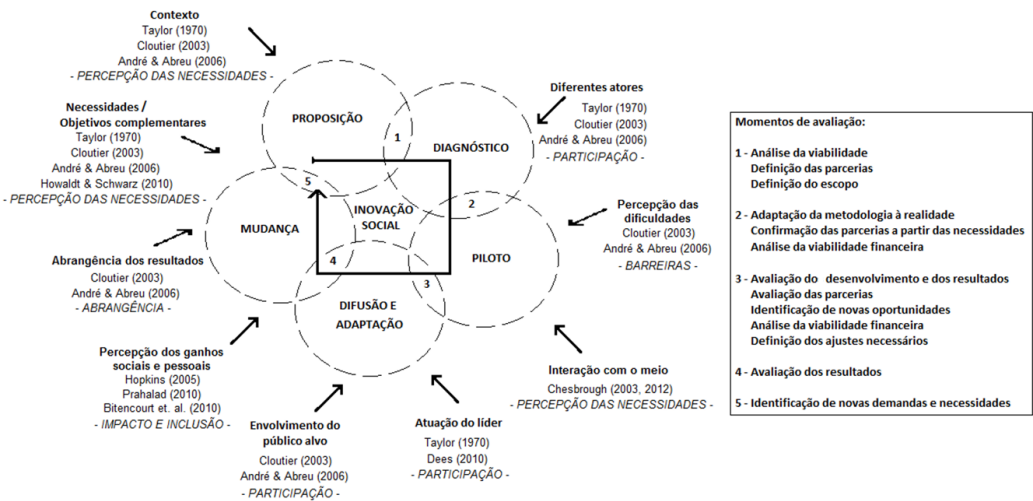 Contexto
Taylor (1970)
Cloutier (2003)
André & Abreu (2006)
- PERCEPÇÃO DAS NECESSIDADES -
Necessidades /
Objetivos complementares
Taylor (1970)
Cloutier (2003)
André & Abreu (2006)
Howaldt & Schwarz (2010)
- PERCEPÇÃO DAS NECESSIDADES -
Abrangência dos resultados
Cloutier (2003)
André & Abreu (2006)
- ABRANGÊNCIA -
Percepção dos ganhos
sociais e pessoais
Hopkins (2005)
Prahalad (2010)
Bitencourt et. al. (2010)
- IMPACTO E INCLUSÃO -
Envolvimento do
público alvo
Cloutier (2003)
André & Abreu (2006)
- PARTICIPAÇÃO -
Atuação do líder
Taylor (1970)
Dees (2010)
- PARTICIPAÇÃO -
Interação com o meio
Chesbrough (2003, 2012)
- PERCEPÇÃO DAS NECESSIDADES -
Percepção das
dificuldades
Cloutier (2003)
André & Abreu (2006)
- BARREIRAS -
Diferentes atores
Taylor (1970)
Cloutier (2003)
André & Abreu (2006)
- PARTICIPAÇÃO -
PROPOSIÇÃO
1
DIAGNÓSTICO
2
PILOTO
3
DIFUSÃO E
ADAPTAÇÃO
4
MUDANÇA
5
INOVAÇÃO
SOCIAL
Momentos de avaliação:
1 - Análise da viabilidade
Definição das parcerias
Definição do escopo
2 - Adaptação da metodologia à realidade
Confirmação das parcerias a partir das necessidades
Análise da viabilidade financeira
3 - Avaliação do desenvolvimento e dos resultados
Avaliação das parcerias
Identificação de novas oportunidades
Análise da viabilidade financeira
Definição dos ajustes necessários
4 - Avaliação dos resultados
5 - Identificação de novas demandas e necessidades